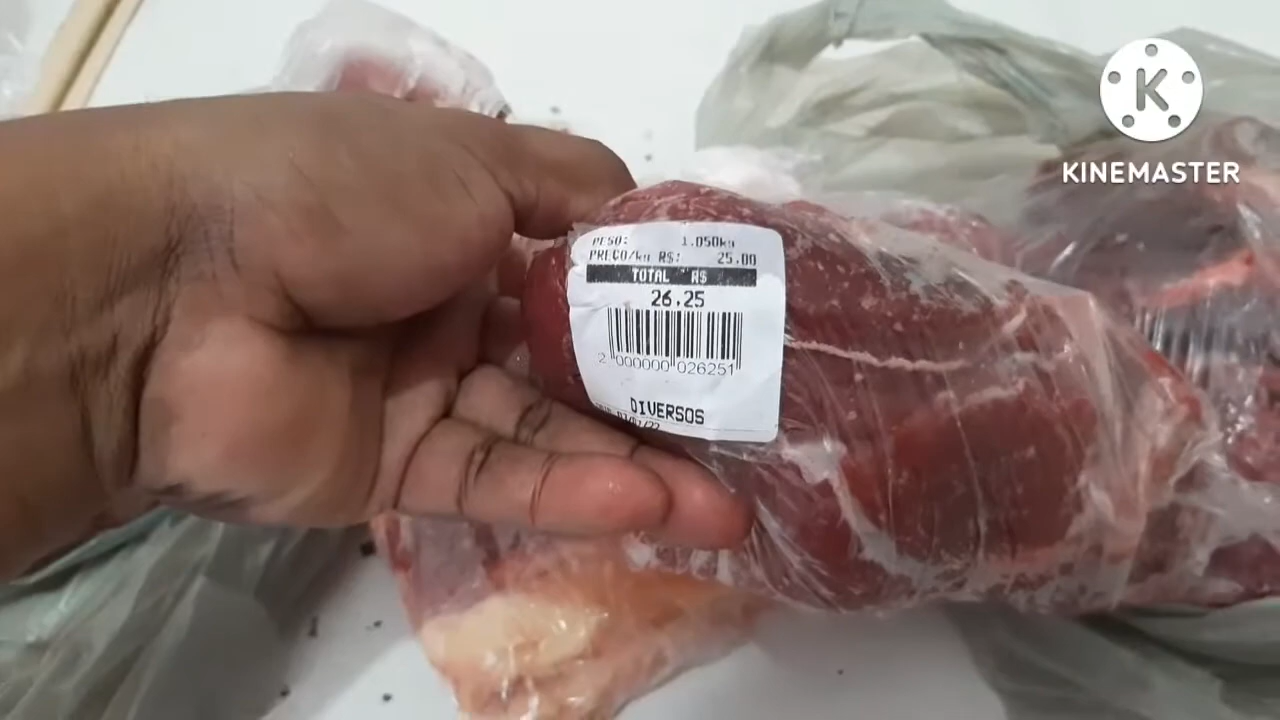 K
KINEMASTER
PESO: 1.050kg
PREÇO/kg R$: 25.00
TOTAL R$
26.25
2 000000 026251
DIVERSOS